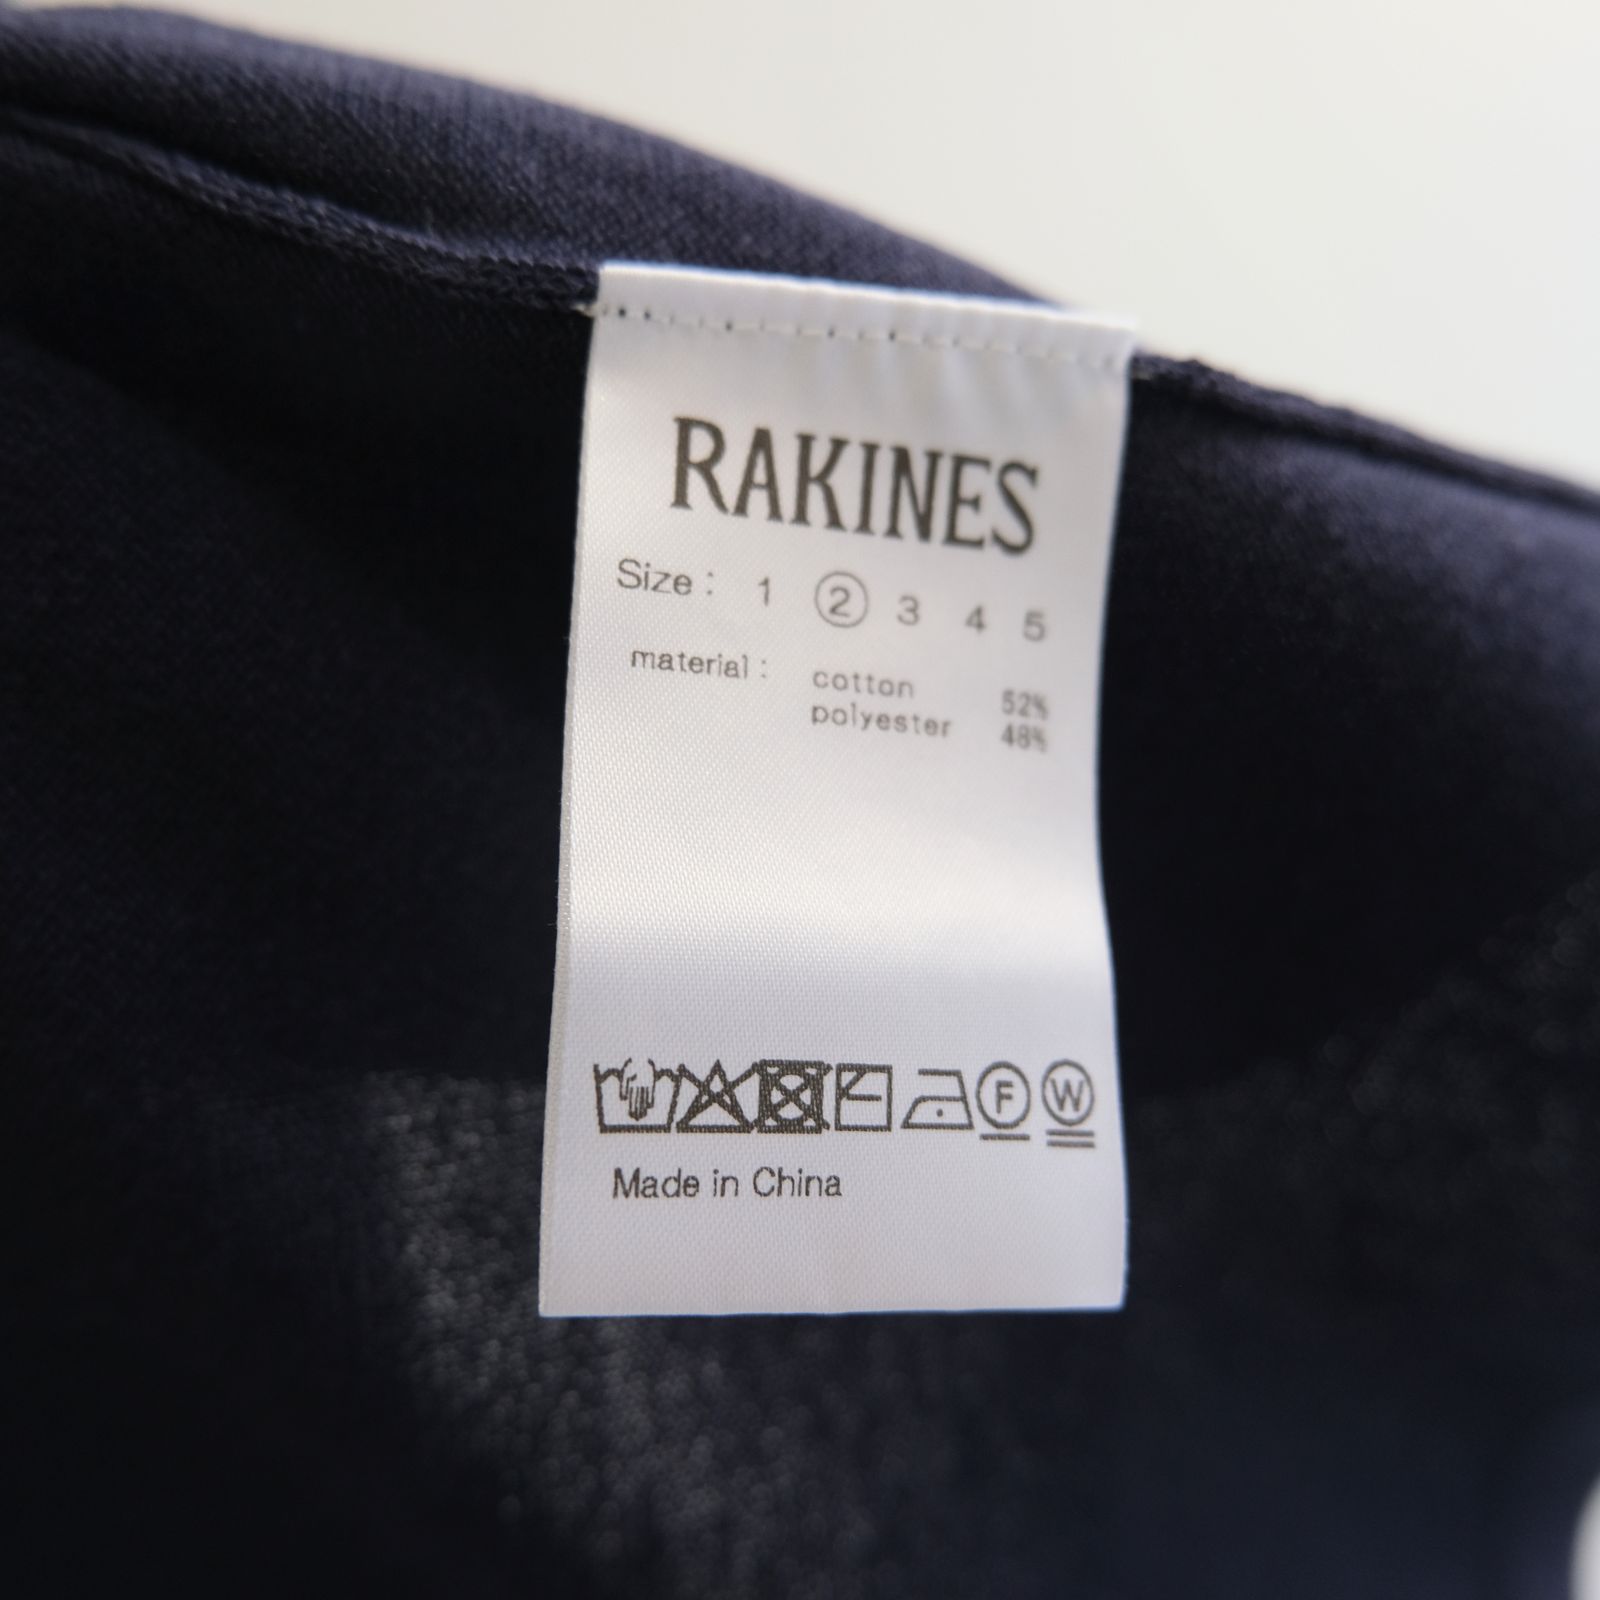 RAKINES
Size: 1 2 3 4 5
material: cotton 52%
polyester 48%
F W
Made in China